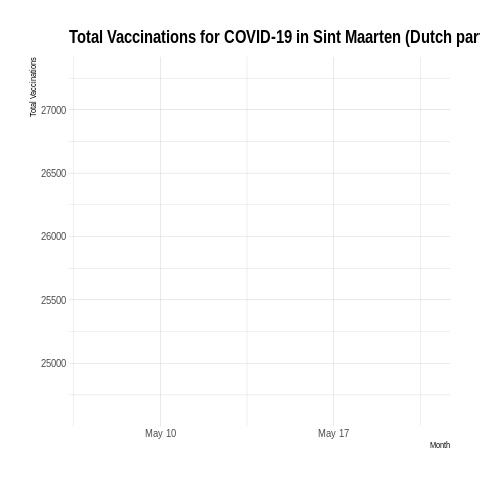 Total Vaccinations for COVID-19 in Sint Maarten (Dutch par
Total Vaccinations
27000
26500
26000
25500
25000
May 10
May 17
Month